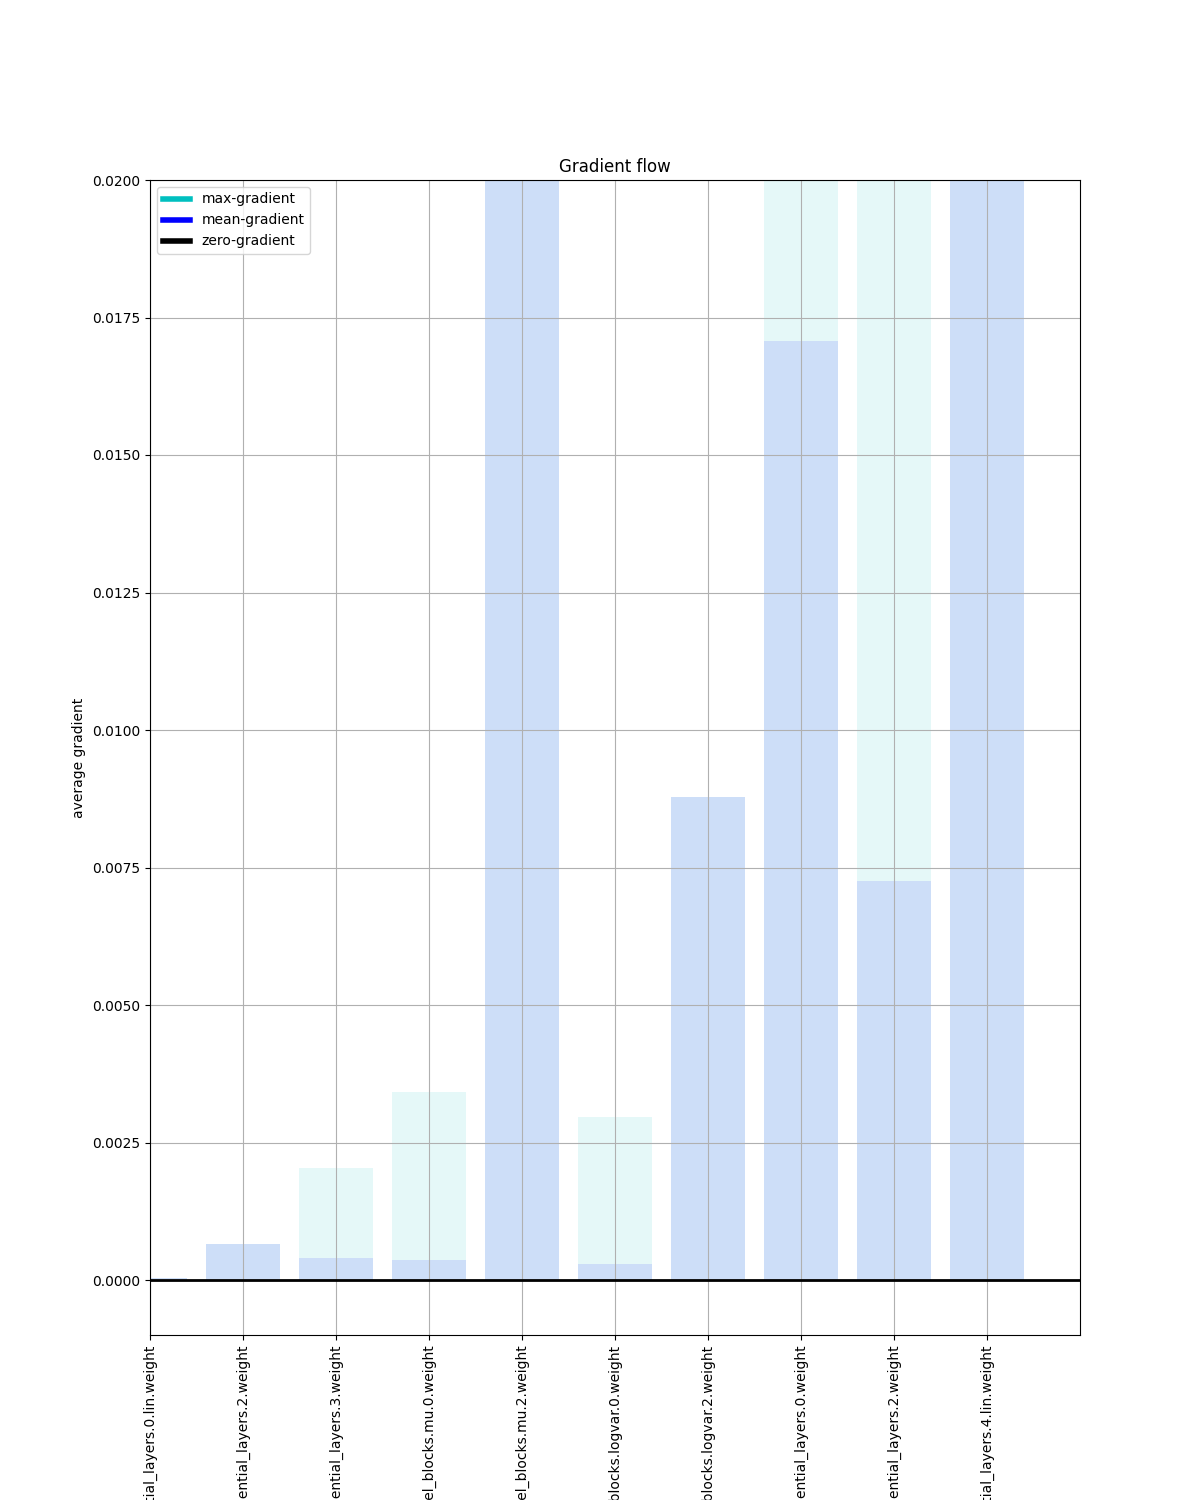 Gradient flow
max-gradient
mean-gradient
zero-gradient
0.0200
0.0175
0.0150
0.0125
0.0100
0.0075
0.0050
0.0025
0.0000
average gradient
tial_layers.0.lin.weight
ential_layers.2.weight
ential_layers.3.weight
el_blocks.mu.0.weight
el_blocks.mu.2.weight
blocks.logvar.0.weight
blocks.logvar.2.weight
ential_layers.0.weight
ential_layers.2.weight
tial_layers.4.lin.weight